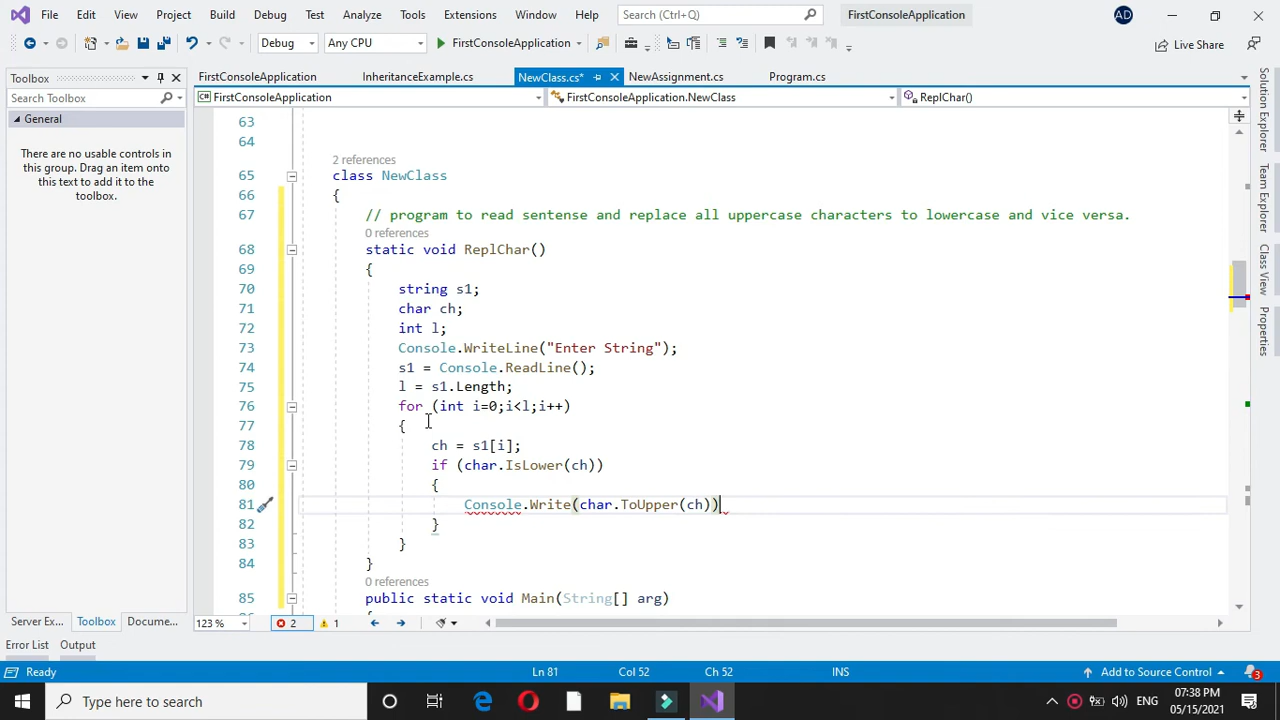 File Edit View Project Build Debug Test Analyze Tools Extensions Window Help Search (Ctrl+Q) FirstConsoleApplication AD
Debug Any CPU FirstConsoleApplication Live Share
Toolbox FirstConsoleApplication InheritanceExample.cs NewClass.cs* NewAssignment.cs Program.cs
Search Toolbox FirstConsoleApplication FirstConsoleApplication.NewClass ReplChar()
General
There are no usable controls in
this group. Drag an item onto
this text to add it to the
toolbox.
63
64
2 references
65 class NewClass
66 {
67 // program to read sentense and replace all uppercase characters to lowercase and vice versa.
0 references
68 static void ReplChar()
69 {
70 string s1;
71 char ch;
72 int l;
73 Console.WriteLine("Enter String");
74 s1 = Console.ReadLine();
75 l = s1.Length;
76 for (int i=0;i<l;i++)
77 {
78 ch = s1[i];
79 if (char.IsLower(ch))
80 {
81 Console.Write(char.ToUpper(ch))
82 }
83 }
84 }
0 references
85 public static void Main(String[] arg)
Solution Explorer
Team Explorer
Class View
Properties
Server Ex... Toolbox Docume... 123 % 2 1
Error List Output
Ready Ln 81 Col 52 Ch 52 INS Add to Source Control 3
Type here to search ENG 07:38 PM
05/15/2021